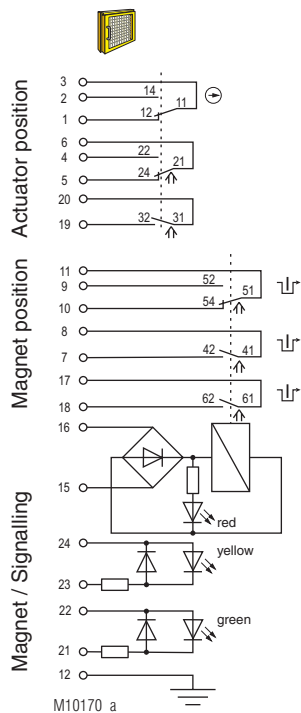 Actuator position
3
2 14
11
1 12
6
4 22
21
5 24
20
19 32 31
Magnet position
11
9 52
51
10 54
8
7 42 41
17
18 62 61
16
15
red
Magnet / Signalling
24
yellow
23
22
green
21
12
M10170_a